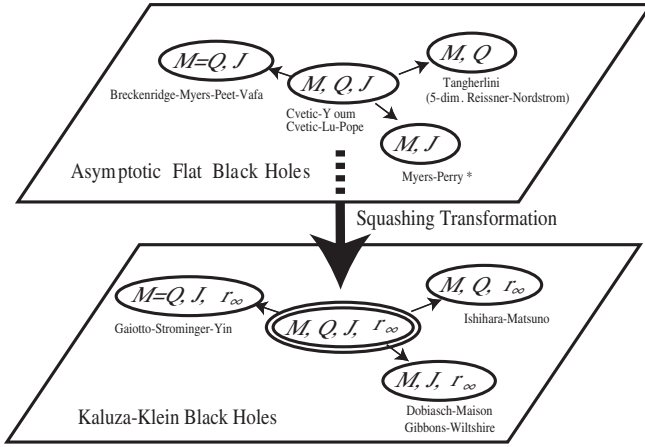 M=Q, J
Breckenridge-Myers-Peet-Vafa
M, Q, J
Cvetic-Y oum
Cvetic-Lu-Pope
M, Q
Tangherlini
(5-dim. Reissner-Nordstrom)
M, J
Myers-Perry *
Asymptotic Flat Black Holes
Squashing Transformation
M=Q, J, r∞
Gaiotto-Strominger-Yin
M, Q, J, r∞
M, Q, r∞
Ishihara-Matsuno
M, J, r∞
Dobiasch-Maison
Gibbons-Wiltshire
Kaluza-Klein Black Holes